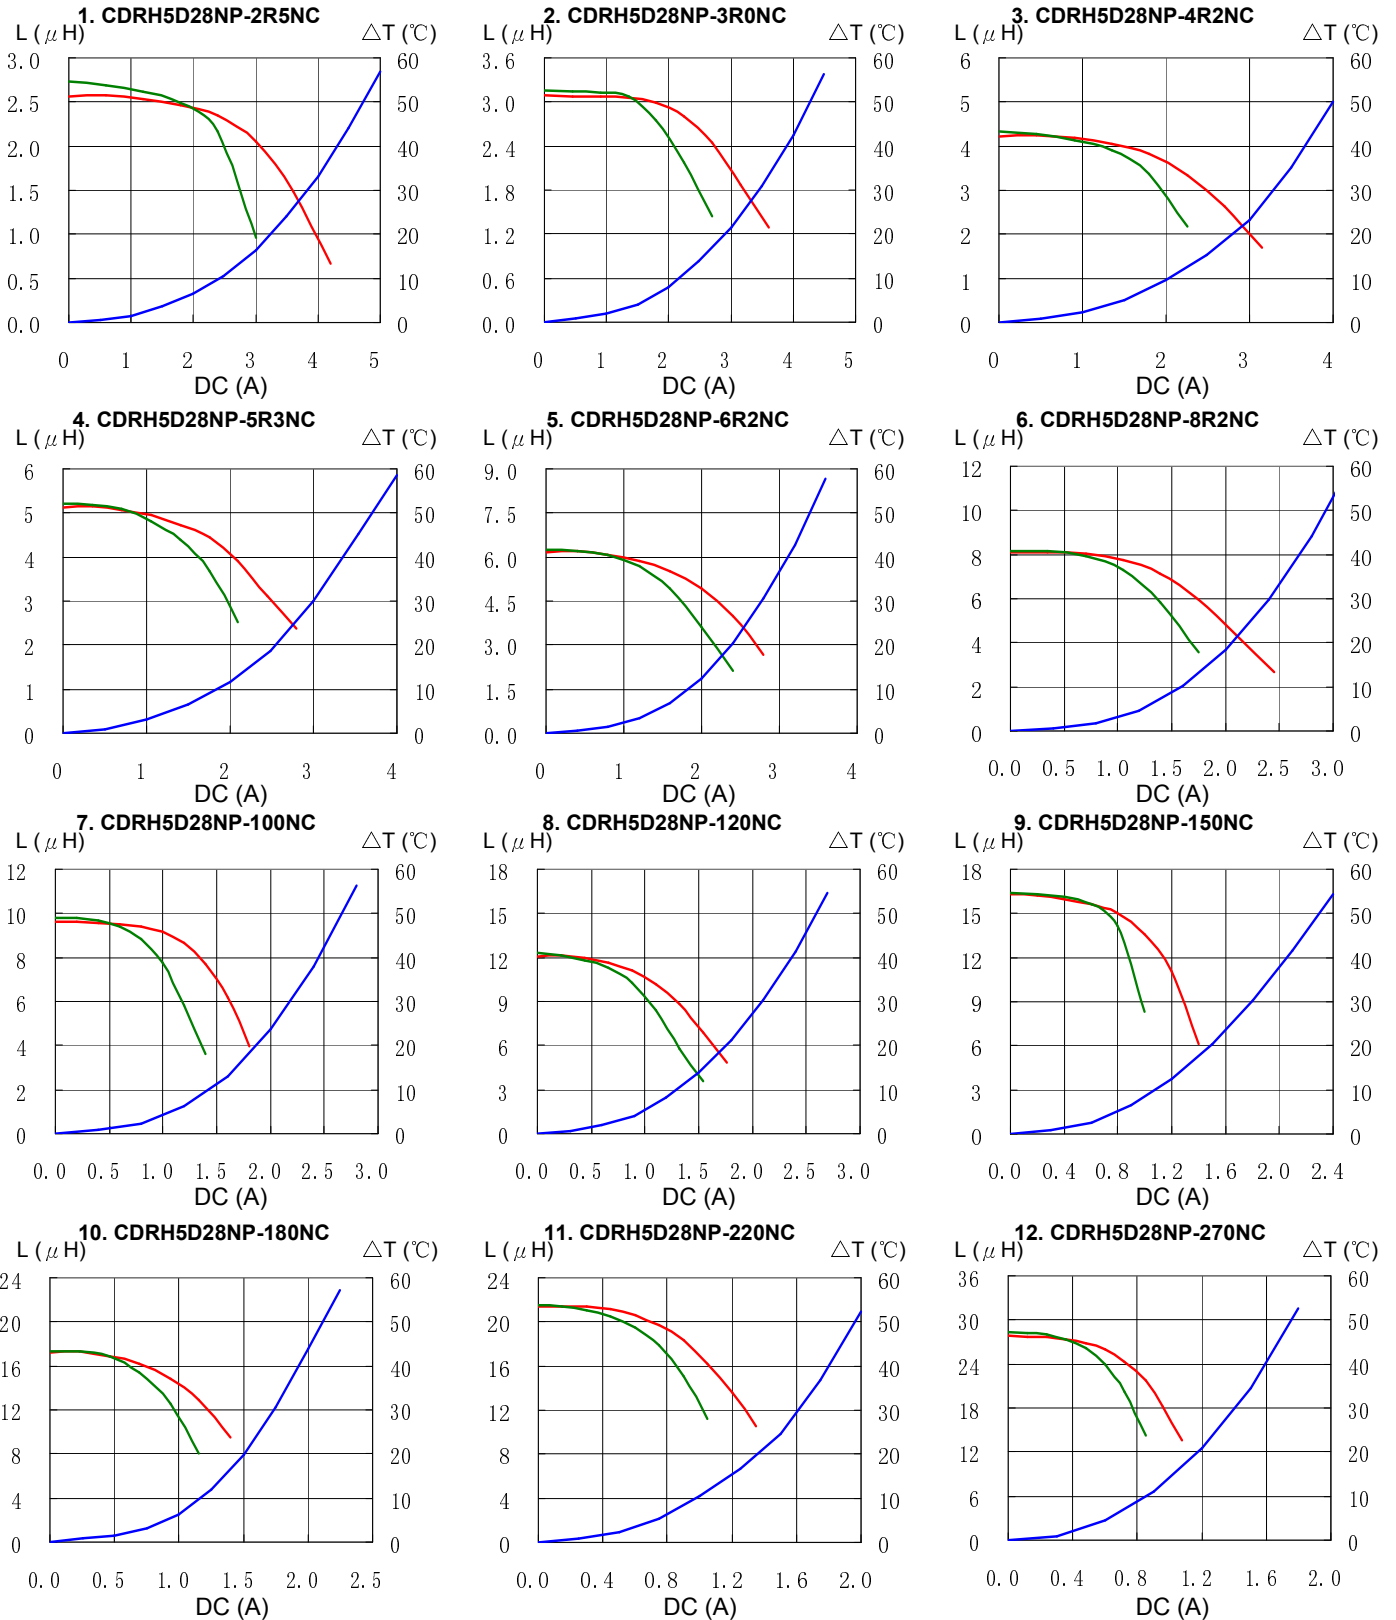 1. CDRH5D28NP-2R5NC
L (μH) △T (℃)
3.0 60
2.5 50
2.0 40
1.5 30
1.0 20
0.5 10
0.0 0
0 1 2 3 4 5
DC (A)
2. CDRH5D28NP-3R0NC
L (μH) △T (℃)
3.6 60
3.0 50
2.4 40
1.8 30
1.2 20
0.6 10
0.0 0
0 1 2 3 4 5
DC (A)
3. CDRH5D28NP-4R2NC
L (μH) △T (℃)
6 60
5 50
4 40
3 30
2 20
1 10
0 0
0 1 2 3 4
DC (A)
4. CDRH5D28NP-5R3NC
L (μH) △T (℃)
6 60
5 50
4 40
3 30
2 20
1 10
0 0
0 1 2 3 4
DC (A)
5. CDRH5D28NP-6R2NC
L (μH) △T (℃)
9.0 60
7.5 50
6.0 40
4.5 30
3.0 20
1.5 10
0.0 0
0 1 2 3 4
DC (A)
6. CDRH5D28NP-8R2NC
L (μH) △T (℃)
12 60
10 50
8 40
6 30
4 20
2 10
0 0
0.0 0.5 1.0 1.5 2.0 2.5 3.0
DC (A)
7. CDRH5D28NP-100NC
L (μH) △T (℃)
12 60
10 50
8 40
6 30
4 20
2 10
0 0
0.0 0.5 1.0 1.5 2.0 2.5 3.0
DC (A)
8. CDRH5D28NP-120NC
L (μH) △T (℃)
18 60
15 50
12 40
9 30
6 20
3 10
0 0
0.0 0.5 1.0 1.5 2.0 2.5 3.0
DC (A)
9. CDRH5D28NP-150NC
L (μH) △T (℃)
18 60
15 50
12 40
9 30
6 20
3 10
0 0
0.0 0.4 0.8 1.2 1.6 2.0 2.4
DC (A)
10. CDRH5D28NP-180NC
L (μH) △T (℃)
24 60
20 50
16 40
12 30
8 20
4 10
0 0
0.0 0.5 1.0 1.5 2.0 2.5
DC (A)
11. CDRH5D28NP-220NC
L (μH) △T (℃)
24 60
20 50
16 40
12 30
8 20
4 10
0 0
0.0 0.4 0.8 1.2 1.6 2.0
DC (A)
12. CDRH5D28NP-270NC
L (μH) △T (℃)
36 60
30 50
24 40
18 30
12 20
6 10
0 0
0.0 0.4 0.8 1.2 1.6 2.0
DC (A)